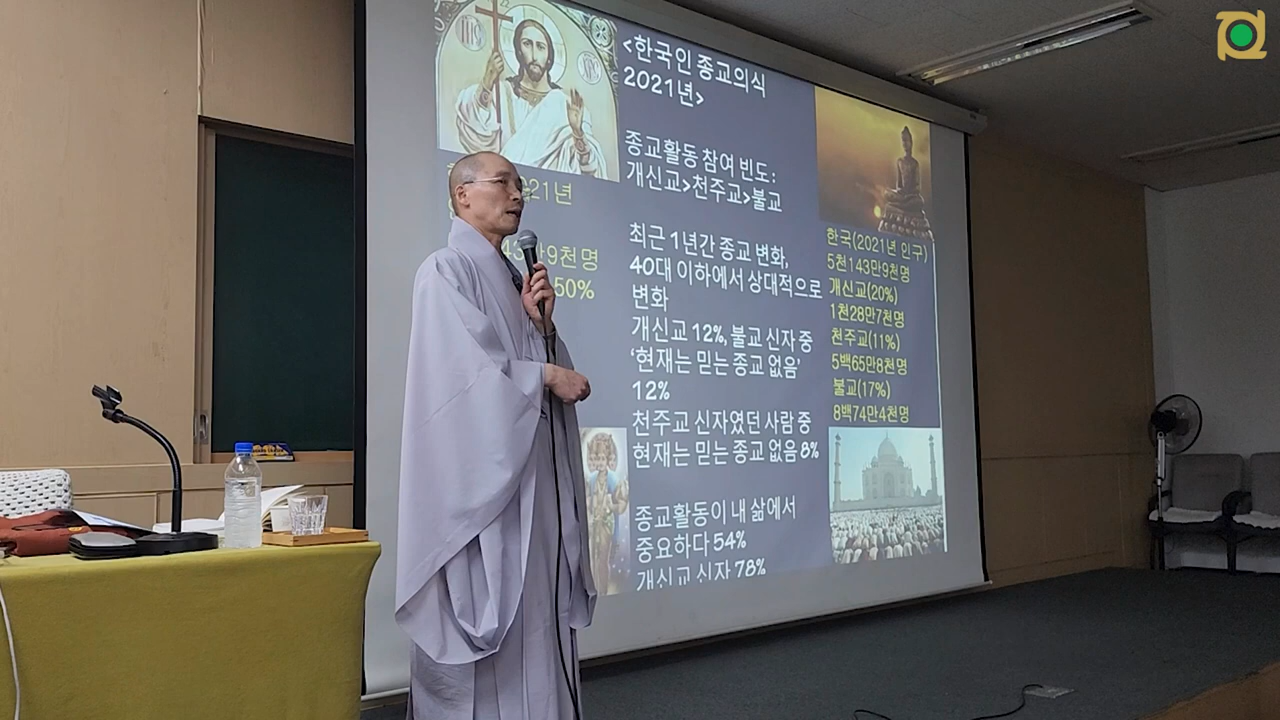 <한국인 종교의식
2021년>
종교활동 참여 빈도:
개신교>천주교>불교
최근 1년간 종교 변화,
40대 이하에서 상대적으로
변화
개신교 12%, 불교 신자 중
‘현재는 믿는 종교 없음’
12%
천주교 신자였던 사람 중
현재는 믿는 종교 없음 8%
종교활동이 내 삶에서
중요하다 54%
개신교 신자 78%
21년
43만9천명
50%
한국(2021년 인구)
5천143만9천명
개신교(20%)
1천28만7천명
천주교(11%)
5백65만8천명
불교(17%)
8백74만4천명